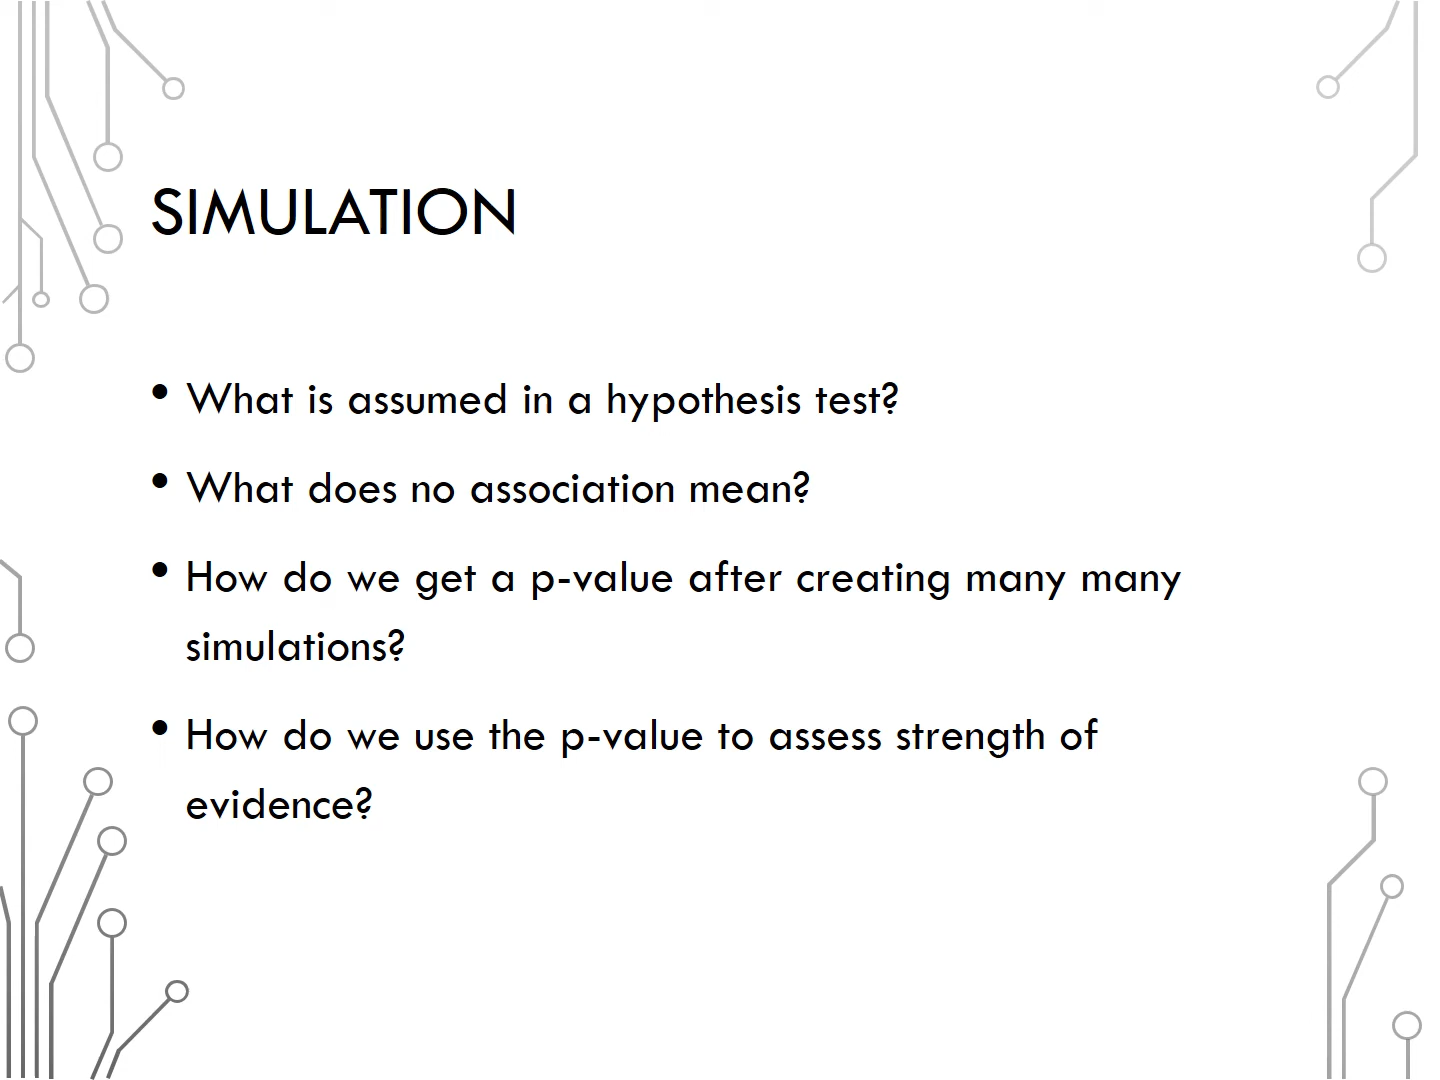 SIMULATION
• What is assumed in a hypothesis test?
• What does no association mean?
• How do we get a p-value after creating many many
simulations?
• How do we use the p-value to assess strength of
evidence?